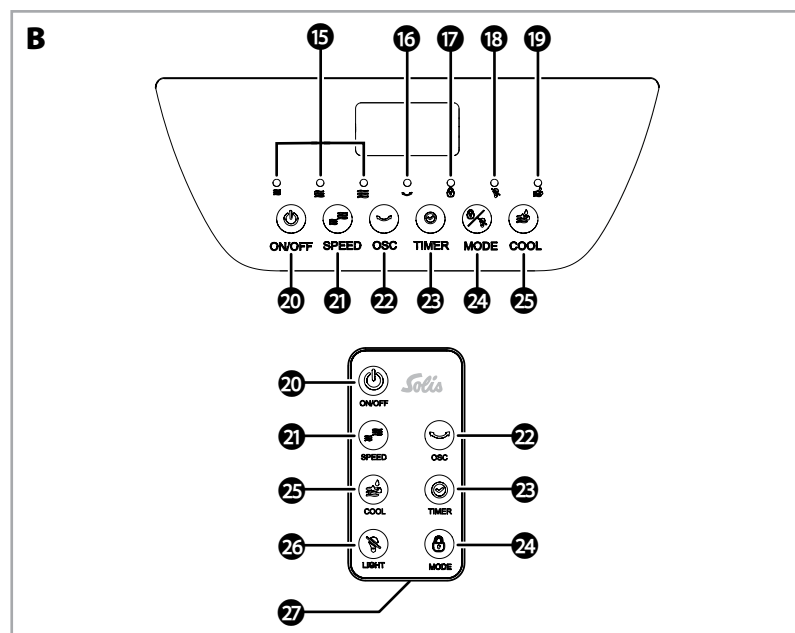 B
15 16 17 18 19
ON/OFF SPEED OSC TIMER MODE COOL
20 21 22 23 24 25
20 Solis
ON/OFF
21 22
SPEED OSC
25 23
COOL TIMER
26 24
LIGHT MODE
27